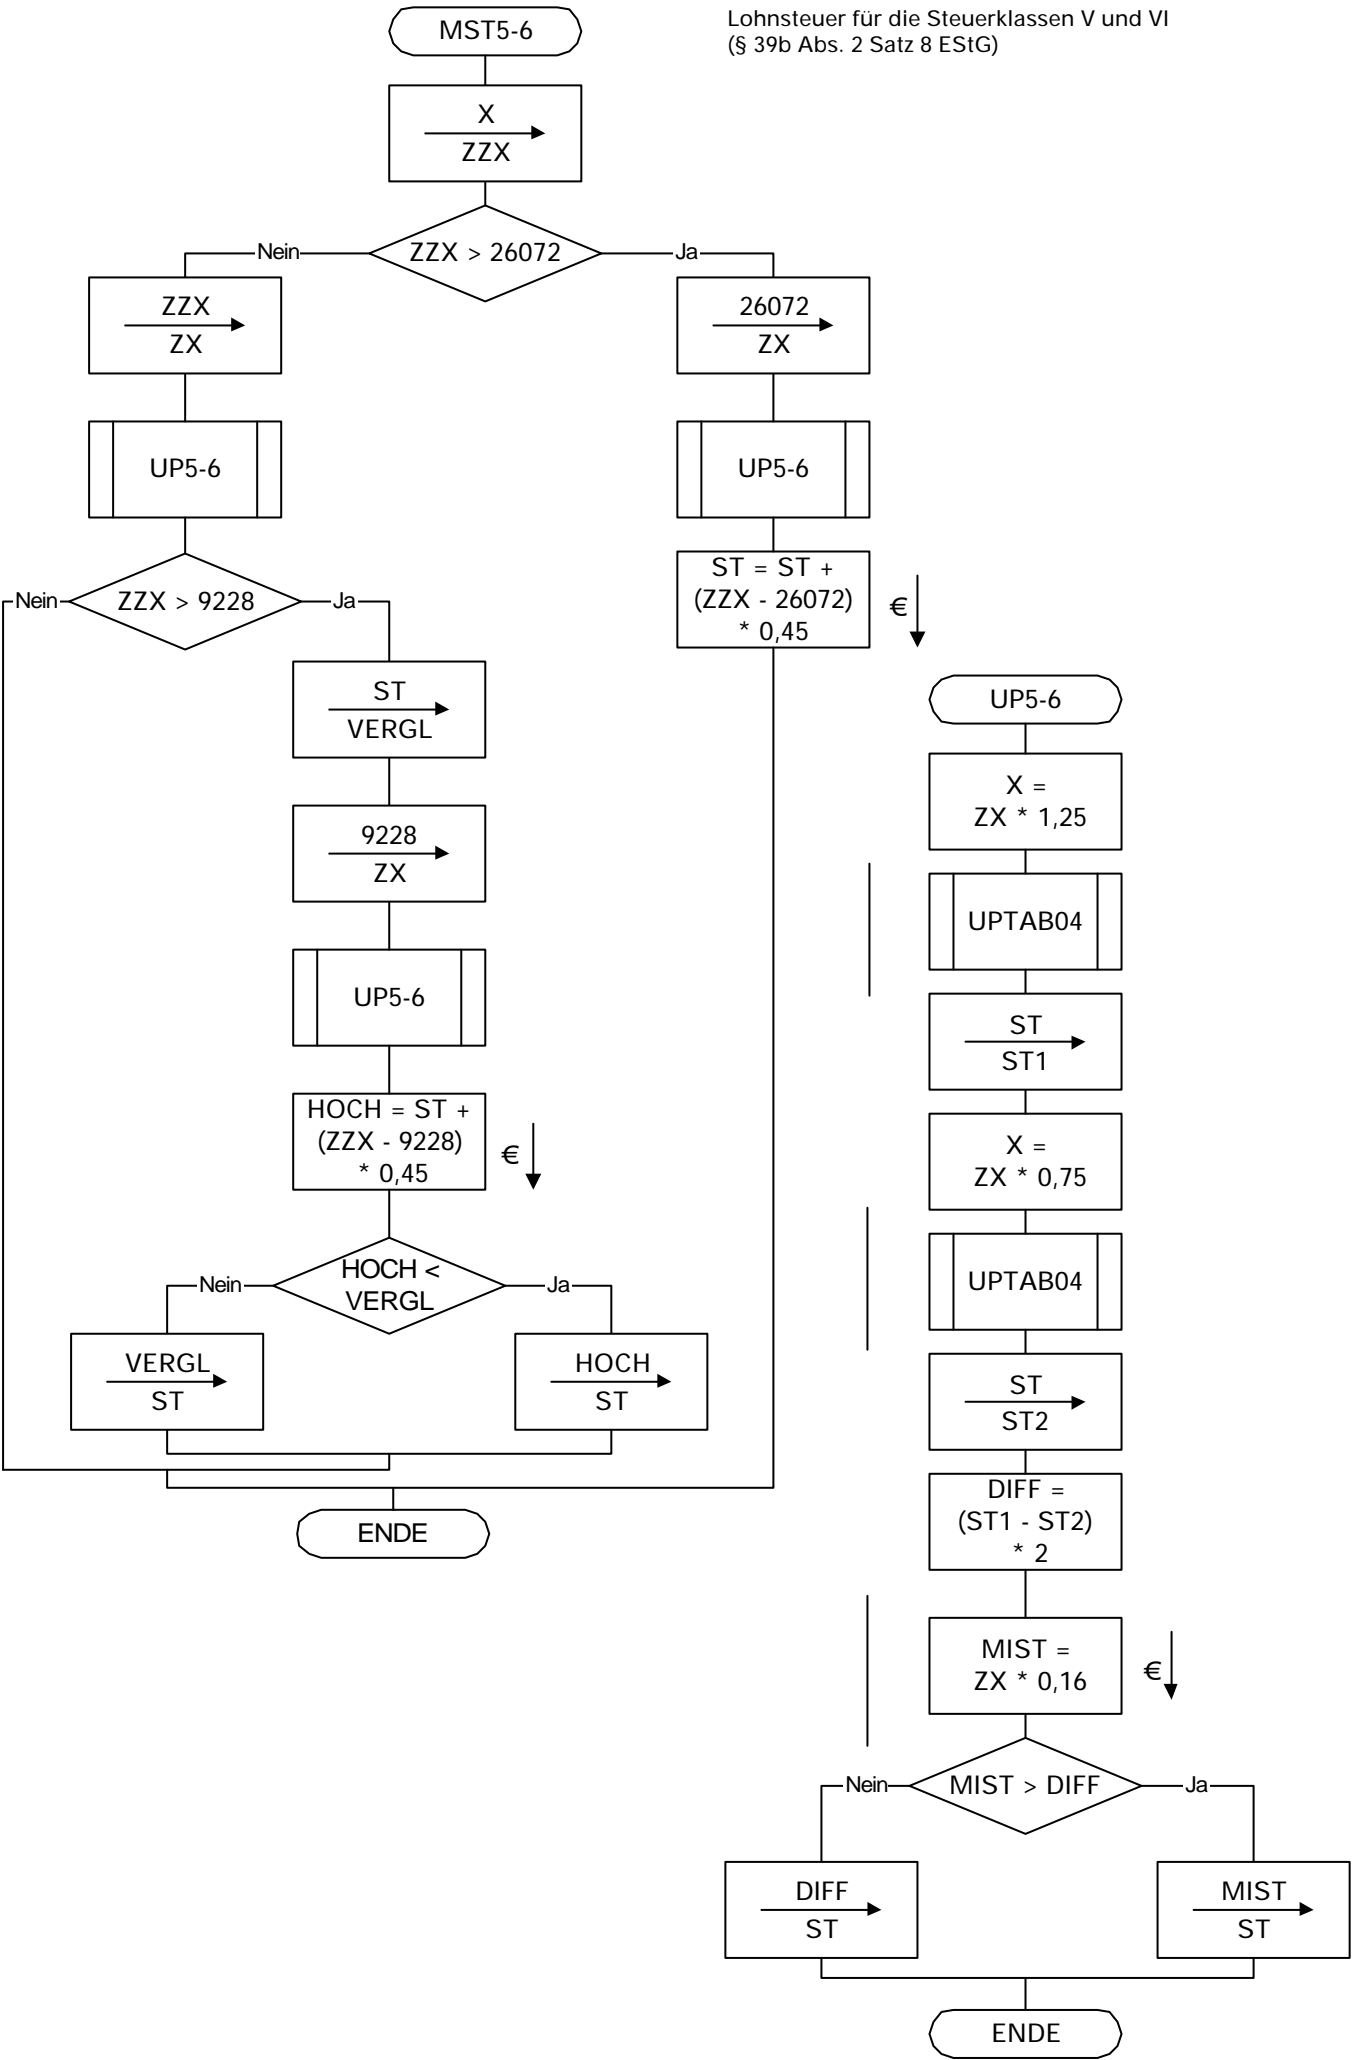 Lohnsteuer für die Steuerklassen V und VI
(§ 39b Abs. 2 Satz 8 EStG)
MST5-6
X
ZZX
ZZX > 26072
Nein
Ja
ZZX
ZX
UP5-6
ZZX > 9228
Nein
Ja
ST
VERGL
9228
ZX
UP5-6
HOCH = ST +
(ZZX - 9228)
* 0,45
€
HOCH <
VERGL
Nein
Ja
VERGL
ST
HOCH
ST
26072
ZX
UP5-6
ST = ST +
(ZZX - 26072)
* 0,45
€
ENDE
UP5-6
X =
ZX * 1,25
UPTAB04
ST
ST1
X =
ZX * 0,75
UPTAB04
ST
ST2
DIFF =
(ST1 - ST2)
* 2
MIST =
ZX * 0,16
€
MIST > DIFF
Nein
Ja
DIFF
ST
MIST
ST
ENDE